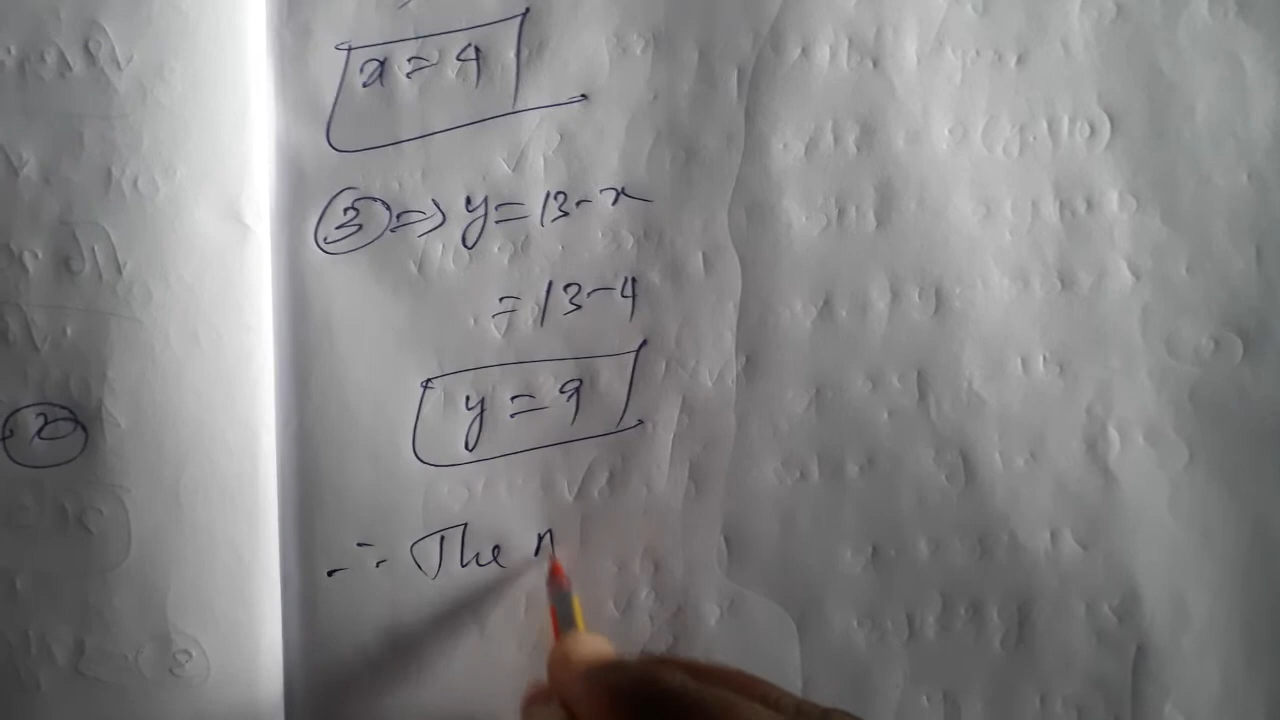 x = 4
③ => y = 13 - x
= 13 - 4
y = 9
∴ The n